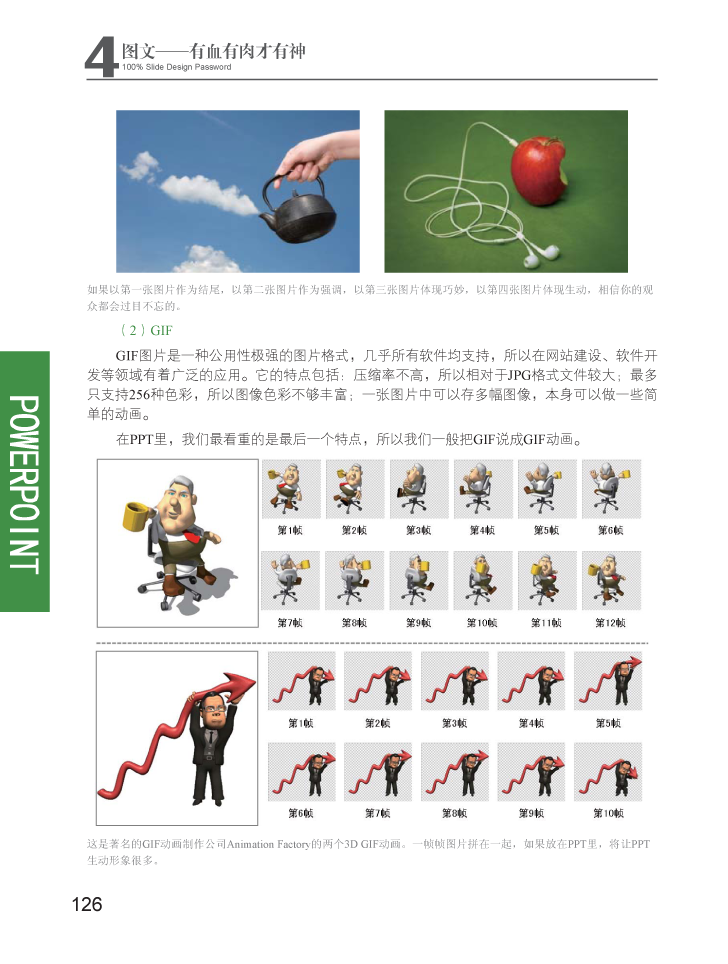 4
图文——有血有肉才有神
100% Slide Design Password
如果以第一张图片作为结尾，以第二张图片作为强调，以第三张图片体现巧妙，以第四张图片体现生动，相信你的观
众都会过目不忘的。
（2）GIF
GIF图片是一种公用性极强的图片格式，几乎所有软件均支持，所以在网站建设、软件开
发等领域有着广泛的应用。它的特点包括：压缩率不高，所以相对于JPG格式文件较大；最多
只支持256种色彩，所以图像色彩不够丰富；一张图片中可以存多幅图像，本身可以做一些简
单的动画。
在PPT里，我们最看重的是最后一个特点，所以我们一般把GIF说成GIF动画。
POWERPOINT
第1帧 第2帧 第3帧 第4帧 第5帧 第6帧
第7帧 第8帧 第9帧 第10帧 第11帧 第12帧
第1帧 第2帧 第3帧 第4帧 第5帧
第6帧 第7帧 第8帧 第9帧 第10帧
这是著名的GIF动画制作公司Animation Factory的两个3D GIF动画。一帧帧图片拼在一起，如果放在PPT里，将让PPT
生动形象很多。
126